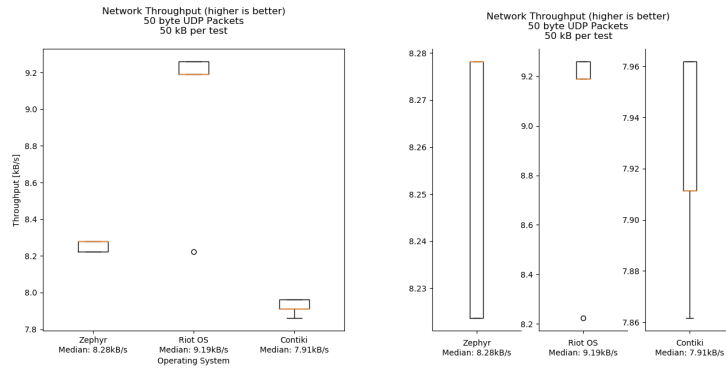 Network Throughput (higher is better)
50 byte UDP Packets
50 kB per test
Throughput [kB/s]
9.2
9.0
8.8
8.6
8.4
8.2
8.0
7.8
Zephyr
Median: 8.28kB/s
Riot OS
Median: 9.19kB/s
Contiki
Median: 7.91kB/s
Operating System
Network Throughput (higher is better)
50 byte UDP Packets
50 kB per test
8.28
8.27
8.26
8.25
8.24
8.23
Zephyr
Median: 8.28kB/s
9.2
9.0
8.8
8.6
8.4
8.2
Riot OS
Median: 9.19kB/s
7.96
7.94
7.92
7.90
7.88
7.86
Contiki
Median: 7.91kB/s